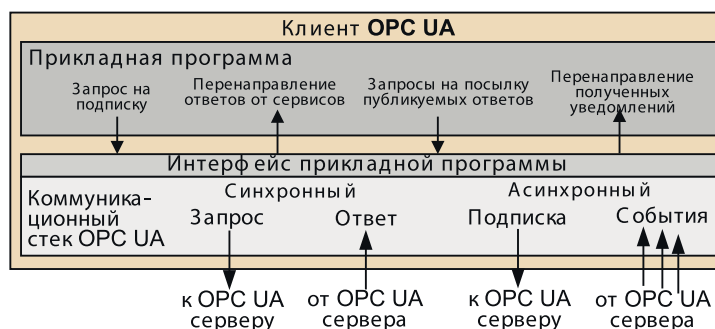 Клиент OPC UA
Прикладная программа
Запрос на
подписку
Перенаправление
ответов от сервисов
Запросы на посылку
публикуемых ответов
Перенаправление
полученных
уведомлений
Интерфейс прикладной программы
Коммуника-
ционный
стек OPC UA
Синхронный
Запрос
Ответ
Асинхронный
Подписка
События
к OPC UA
серверу
от OPC UA
сервера
к OPC UA
серверу
от OPC UA
сервера